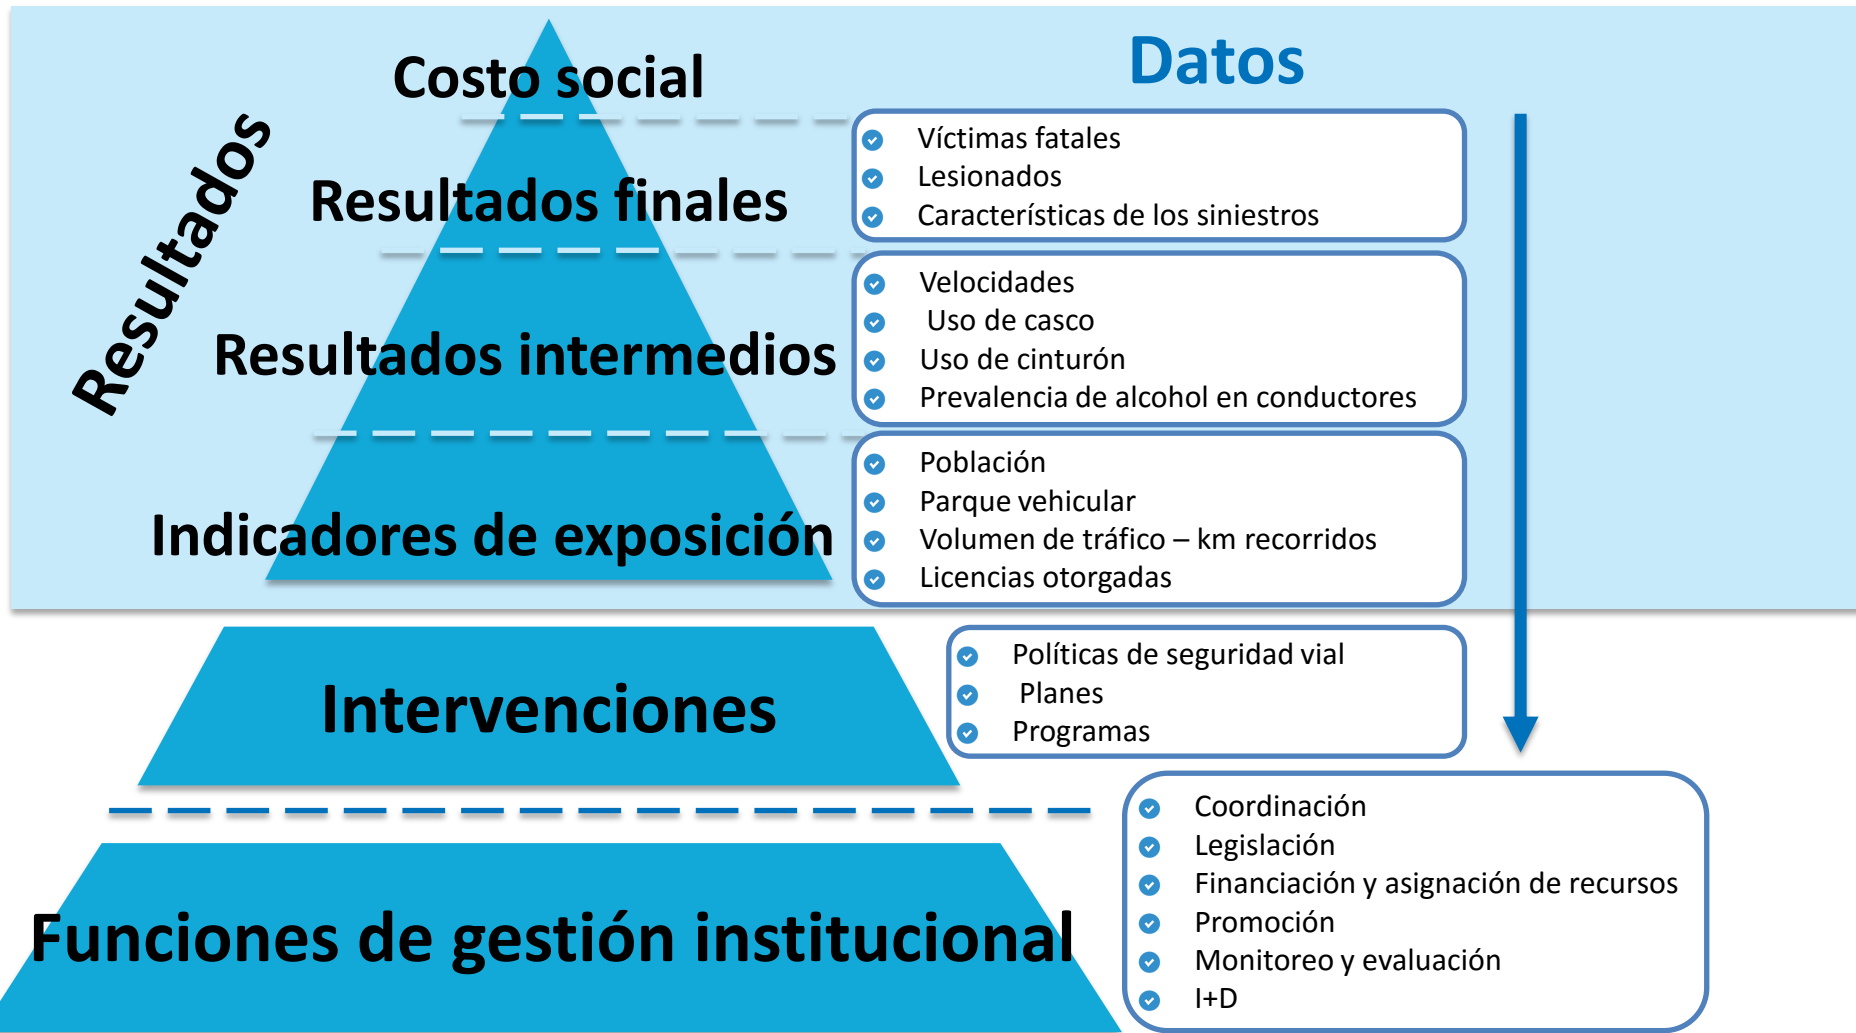 Datos
Resultados
Costo social
Resultados finales
Víctimas fatales
Lesionados
Características de los siniestros
Resultados intermedios
Velocidades
Uso de casco
Uso de cinturón
Prevalencia de alcohol en conductores
Indicadores de exposición
Población
Parque vehicular
Volumen de tráfico – km recorridos
Licencias otorgadas
Intervenciones
Políticas de seguridad vial
Planes
Programas
Funciones de gestión institucional
Coordinación
Legislación
Financiación y asignación de recursos
Promoción
Monitoreo y evaluación
I+D